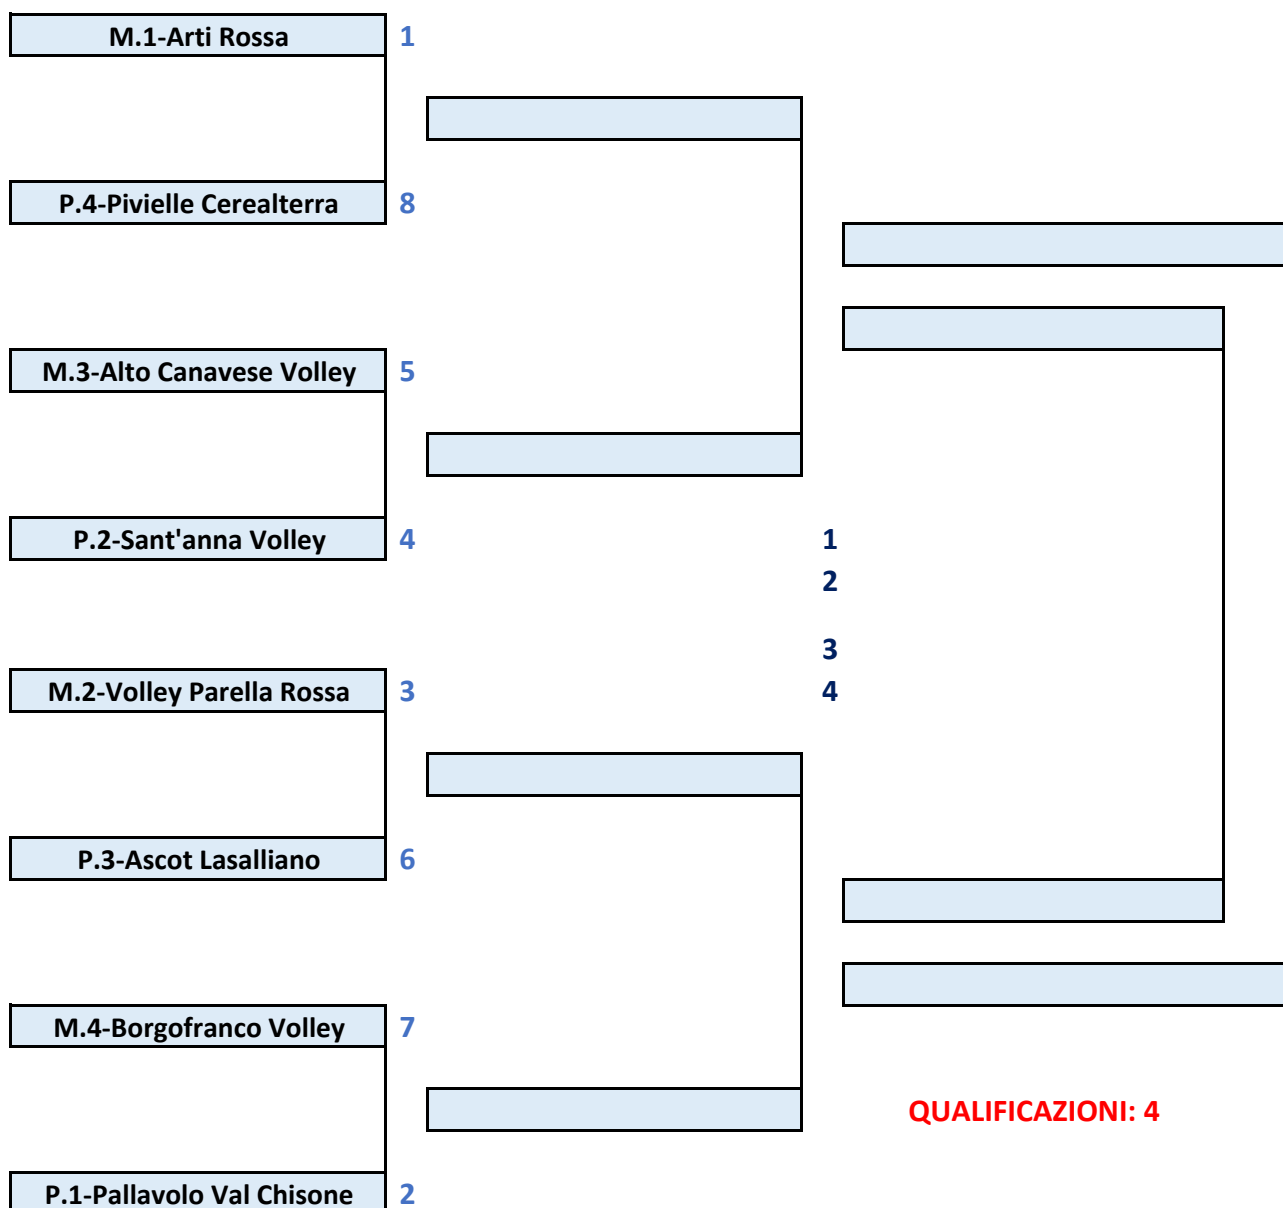 M.1-Arti Rossa 1
P.4-Pivielle Cerealterra 8
M.3-Alto Canavese Volley 5
P.2-Sant'anna Volley 4
1
2
3
M.2-Volley Parella Rossa 3
4
P.3-Ascot Lasalliano 6
M.4-Borgofranco Volley 7
QUALIFICAZIONI: 4
P.1-Pallavolo Val Chisone 2